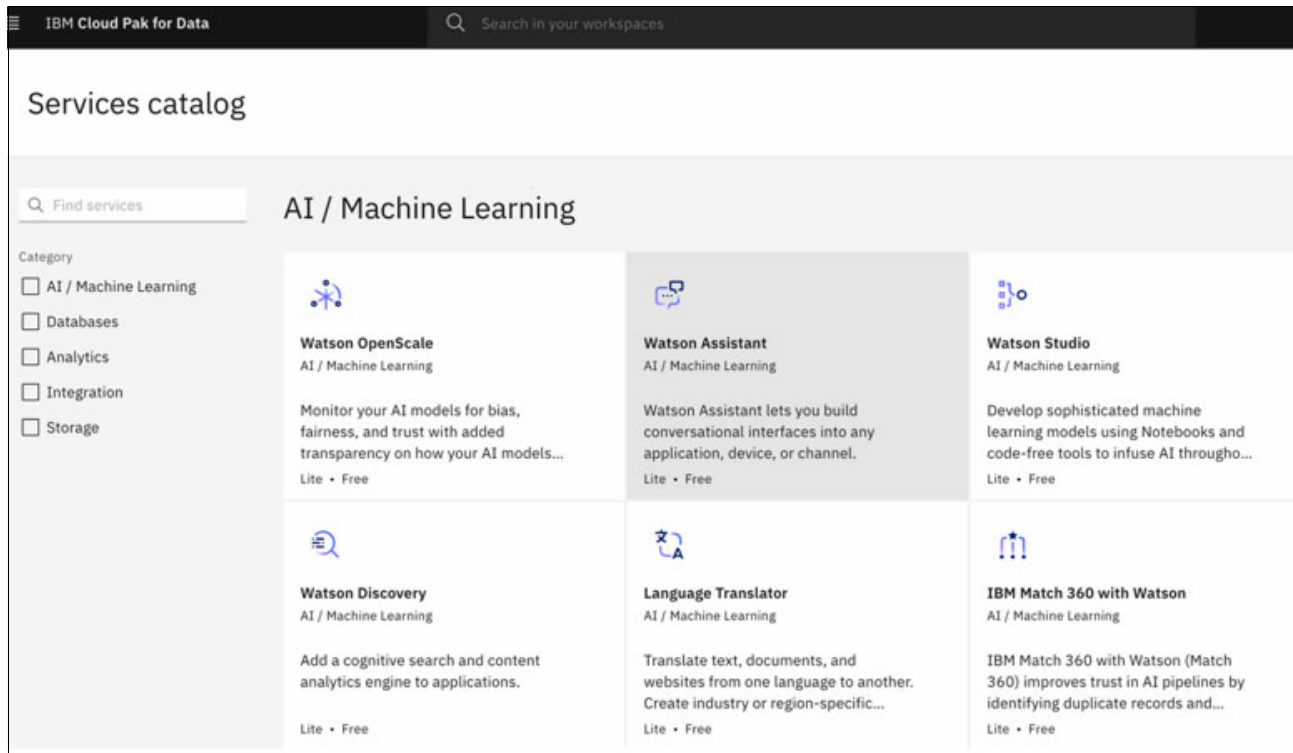 IBM Cloud Pak for Data
Search in your workspaces
Services catalog
Find services
Category
AI / Machine Learning
Databases
Analytics
Integration
Storage
AI / Machine Learning
Watson OpenScale
AI / Machine Learning
Monitor your AI models for bias,
fairness, and trust with added
transparency on how your AI models...
Lite • Free
Watson Assistant
AI / Machine Learning
Watson Assistant lets you build
conversational interfaces into any
application, device, or channel.
Lite • Free
Watson Studio
AI / Machine Learning
Develop sophisticated machine
learning models using Notebooks and
code-free tools to infuse AI througho...
Lite • Free
Watson Discovery
AI / Machine Learning
Add a cognitive search and content
analytics engine to applications.
Lite • Free
文 A
Language Translator
AI / Machine Learning
Translate text, documents, and
websites from one language to another.
Create industry or region-specific...
Lite • Free
IBM Match 360 with Watson
AI / Machine Learning
IBM Match 360 with Watson (Match
360) improves trust in AI pipelines by
identifying duplicate records and...
Lite • Free